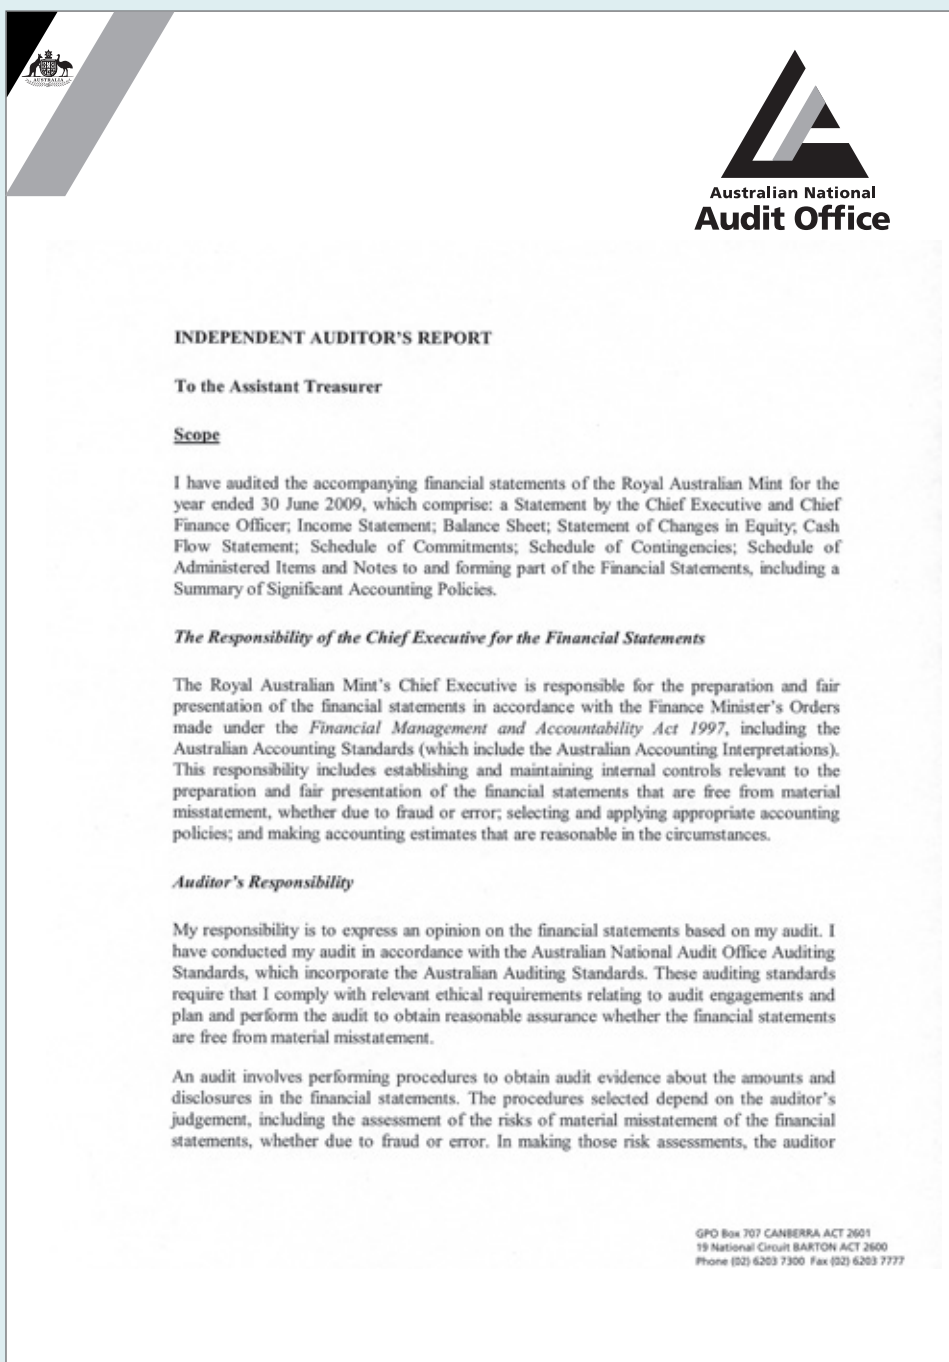 AUSTRALIA
Australian National
Audit Office
INDEPENDENT AUDITOR'S REPORT
To the Assistant Treasurer
Scope
I have audited the accompanying financial statements of the Royal Australian Mint for the
year ended 30 June 2009, which comprise: a Statement by the Chief Executive and Chief
Finance Officer; Income Statement; Balance Sheet; Statement of Changes in Equity; Cash
Flow Statement; Schedule of Commitments; Schedule of Contingencies; Schedule of
Administered Items and Notes to and forming part of the Financial Statements, including a
Summary of Significant Accounting Policies.
The Responsibility of the Chief Executive for the Financial Statements
The Royal Australian Mint's Chief Executive is responsible for the preparation and fair
presentation of the financial statements in accordance with the Finance Minister's Orders
made under the Financial Management and Accountability Act 1997, including the
Australian Accounting Standards (which include the Australian Accounting Interpretations).
This responsibility includes establishing and maintaining internal controls relevant to the
preparation and fair presentation of the financial statements that are free from material
misstatement, whether due to fraud or error; selecting and applying appropriate accounting
policies; and making accounting estimates that are reasonable in the circumstances.
Auditor's Responsibility
My responsibility is to express an opinion on the financial statements based on my audit. I
have conducted my audit in accordance with the Australian National Audit Office Auditing
Standards, which incorporate the Australian Auditing Standards. These auditing standards
require that I comply with relevant ethical requirements relating to audit engagements and
plan and perform the audit to obtain reasonable assurance whether the financial statements
are free from material misstatement.
An audit involves performing procedures to obtain audit evidence about the amounts and
disclosures in the financial statements. The procedures selected depend on the auditor's
judgement, including the assessment of the risks of material misstatement of the financial
statements, whether due to fraud or error. In making those risk assessments, the auditor
GPO Box 707 CANBERRA ACT 2601
19 National Circuit BARTON ACT 2600
Phone (02) 6203 7300 Fax (02) 6203 7777